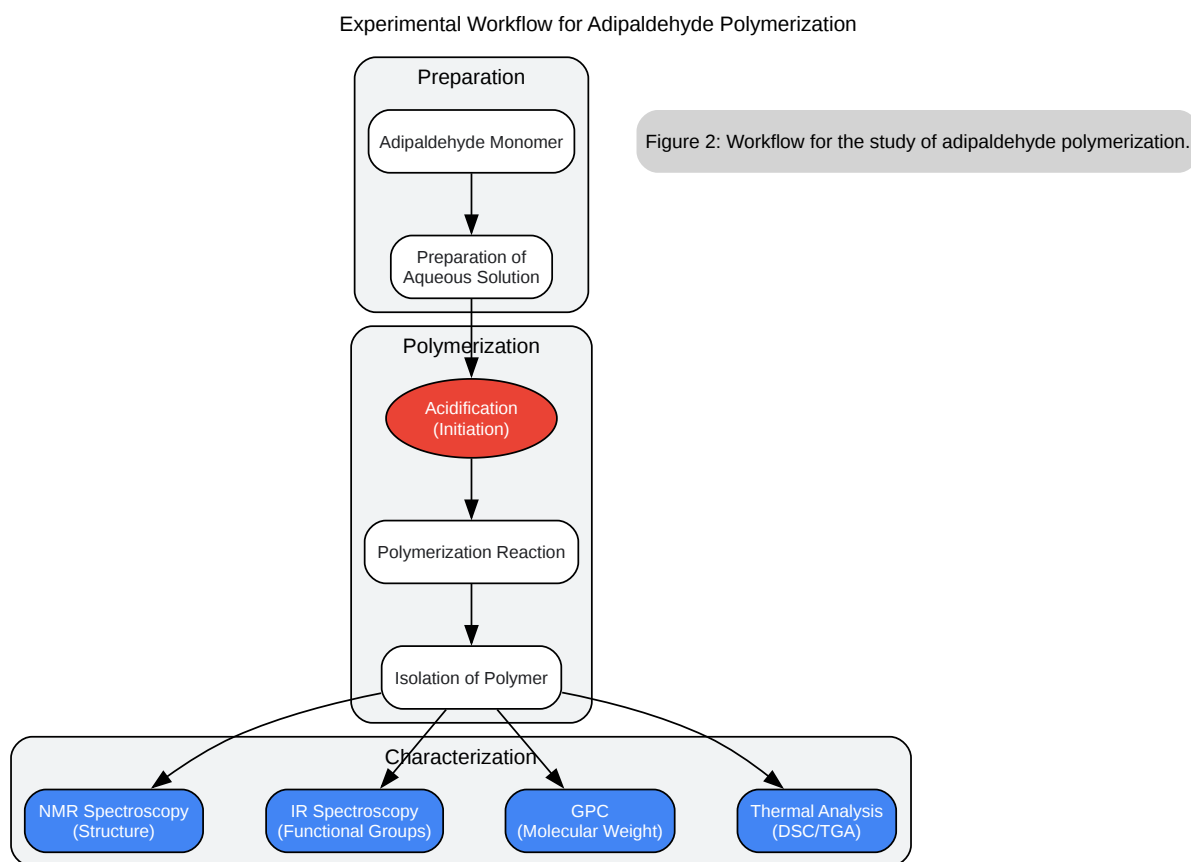 Experimental Workflow for Adipaldehyde Polymerization
Preparation
Adipaldehyde Monomer
Figure 2: Workflow for the study of adipaldehyde polymerization.
Preparation of
Aqueous Solution
Polymerization
Acidification
(Initiation)
Polymerization Reaction
Isolation of Polymer
Characterization
NMR Spectroscopy
(Structure)
IR Spectroscopy
(Functional Groups)
GPC
(Molecular Weight)
Thermal Analysis
(DSC/TGA)